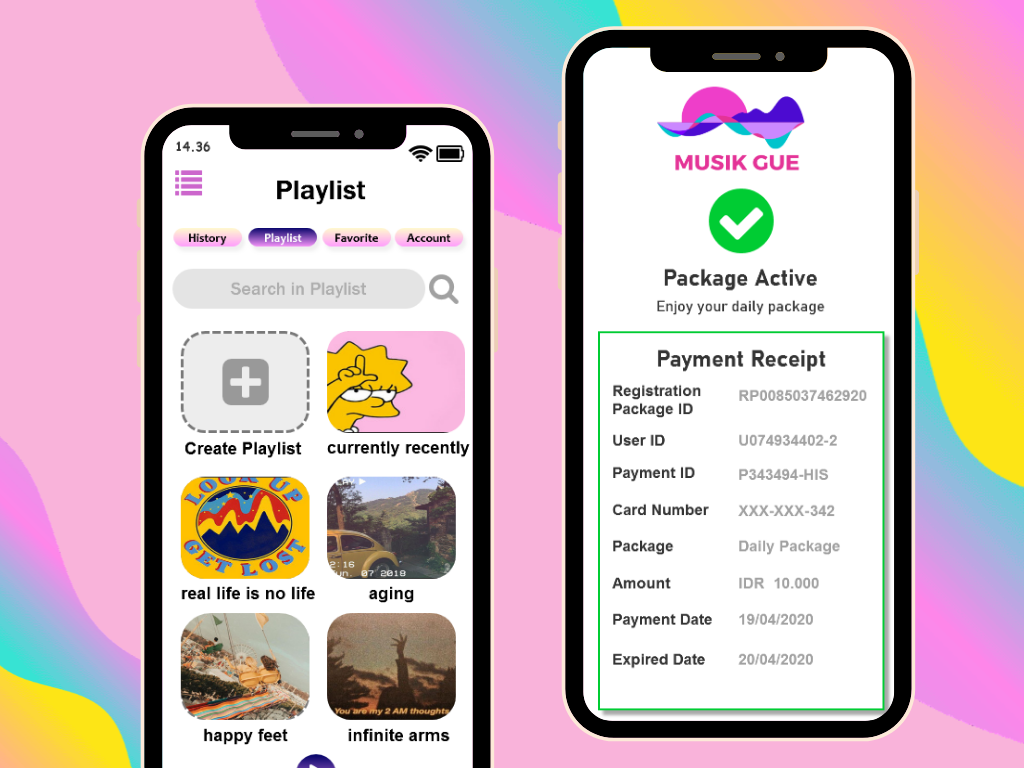 14.36
Playlist
History Playlist Favorite Account
Search in Playlist
Create Playlist
currently recently
LOOK UP
GET LOST
real life is no life
2:16
07 2018
aging
happy feet
You are my 2 AM thoughts
infinite arms
MUSIK GUE
Package Active
Enjoy your daily package
Payment Receipt
Registration
Package ID RP0085037462920
User ID U074934402-2
Payment ID P343494-HIS
Card Number XXX-XXX-342
Package Daily Package
Amount IDR 10.000
Payment Date 19/04/2020
Expired Date 20/04/2020